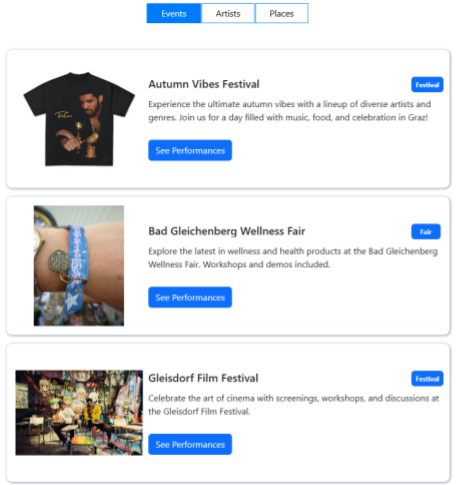 Events Artists Places
Autumn Vibes Festival Festival
Experience the ultimate autumn vibes with a lineup of diverse artists and
genres. Join us for a day filled with music, food, and celebration in Graz!
See Performances
Bad Gleichenberg Wellness Fair Fair
Explore the latest in wellness and health products at the Bad Gleichenberg
Wellness Fair. Workshops and demos included.
See Performances
Gleisdorf Film Festival Festival
Celebrate the art of cinema with screenings, workshops, and discussions at
the Gleisdorf Film Festival.
See Performances